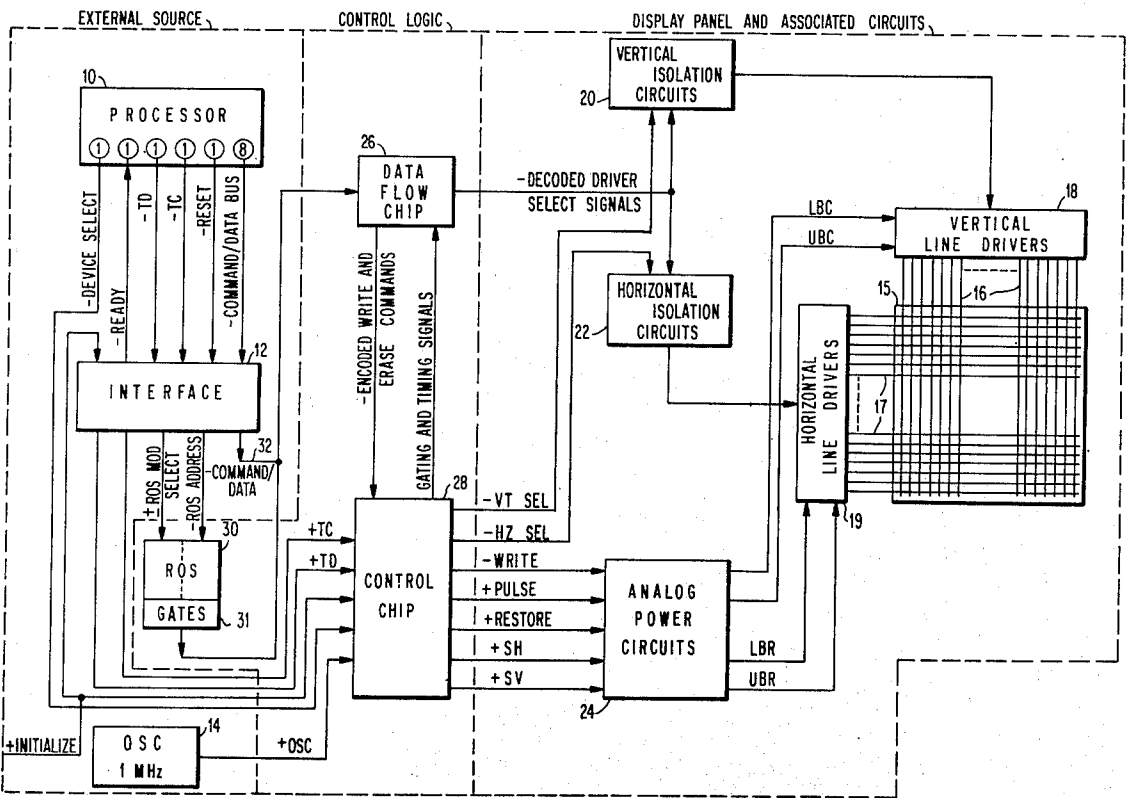 EXTERNAL SOURCE
CONTROL LOGIC
DISPLAY PANEL AND ASSOCIATED CIRCUITS
10
PROCESSOR
1 1 1 1 1 8
-DEVICE SELECT
-READY
-TD
-TC
-RESET
-COMMAND/DATA BUS
12
INTERFACE
±ROS MOD
SELECT
-ROS ADDRESS
32
-COMMAND/
DATA
30
ROS
GATES
31
+INITIALIZE
14
OSC
1 MHz
+OSC
+TC
+TD
26
DATA
FLOW
CHIP
-ENCODED WRITE AND
ERASE COMMANDS
GATING AND TIMING SIGNALS
28
CONTROL
CHIP
-DECODED DRIVER
SELECT SIGNALS
-VT SEL
-HZ SEL
-WRITE
+PULSE
+RESTORE
+SH
+SV
VERTICAL
ISOLATION
CIRCUITS
20
HORIZONTAL
ISOLATION
CIRCUITS
22
ANALOG
POWER
CIRCUITS
24
LBC
UBC
LBR
UBR
18
VERTICAL
LINE DRIVERS
15
16
17
HORIZONTAL
LINE DRIVERS
19